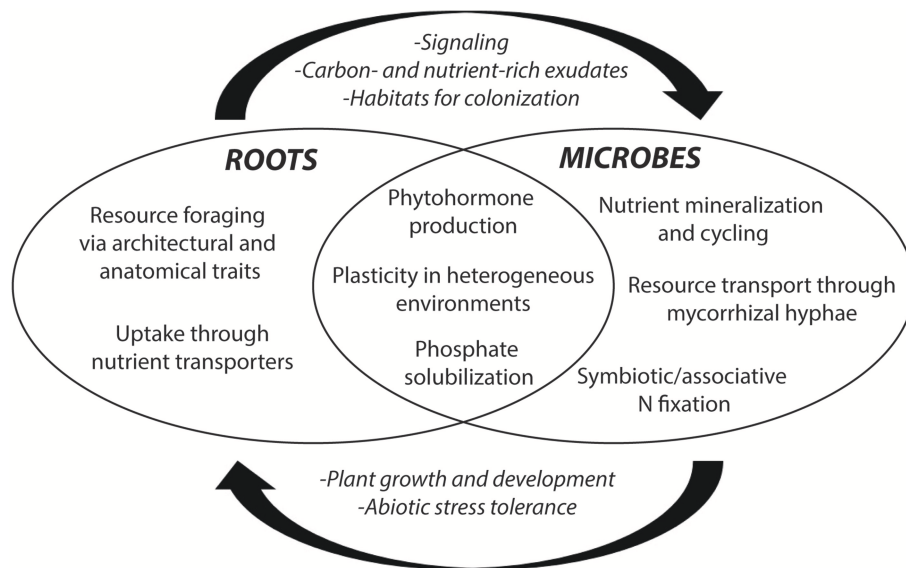 -Signaling
-Carbon- and nutrient-rich exudates
-Habitats for colonization
ROOTS
MICROBES
Resource foraging
via architectural and
anatomical traits
Uptake through
nutrient transporters
Phytohormone
production
Plasticity in heterogeneous
environments
Phosphate
solubilization
Nutrient mineralization
and cycling
Resource transport through
mycorrhizal hyphae
Symbiotic/associative
N fixation
-Plant growth and development
-Abiotic stress tolerance